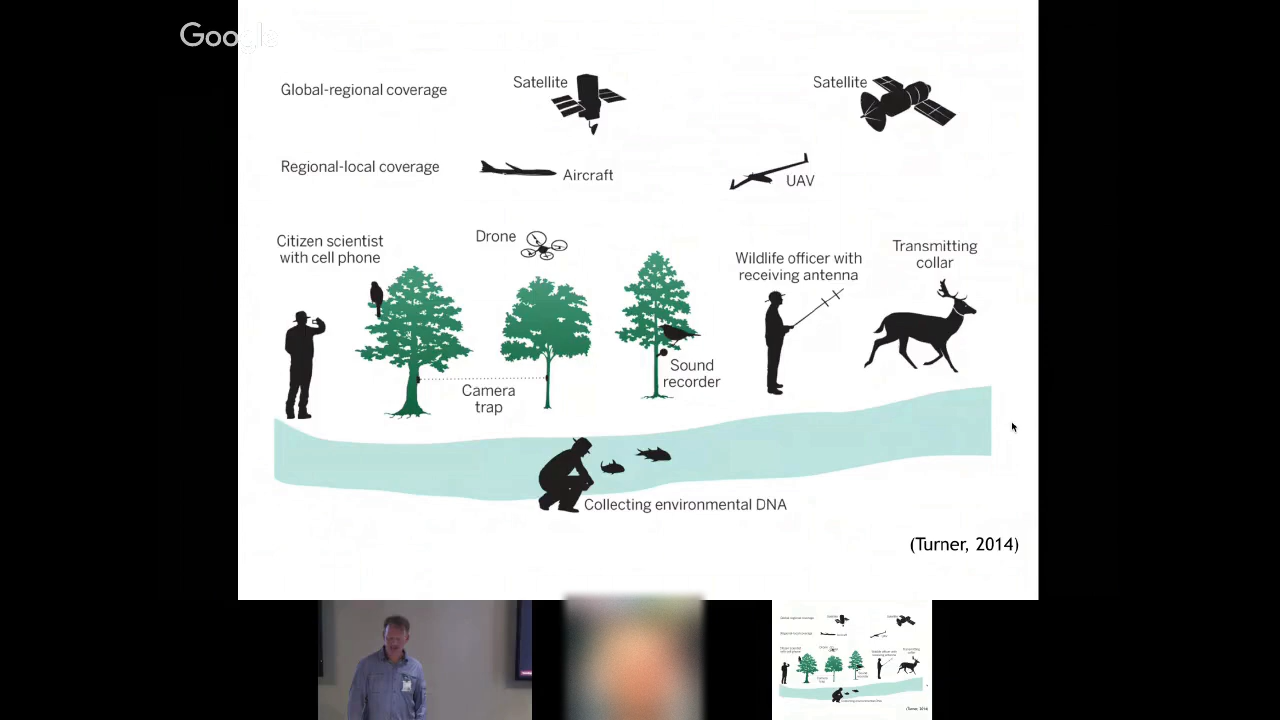 Google
Global-regional coverage
Satellite
Satellite
Regional-local coverage
Aircraft
UAV
Citizen scientist
with cell phone
Drone
Wildlife officer with
receiving antenna
Transmitting
collar
Sound
recorder
Camera
trap
Collecting environmental DNA
(Turner, 2014)